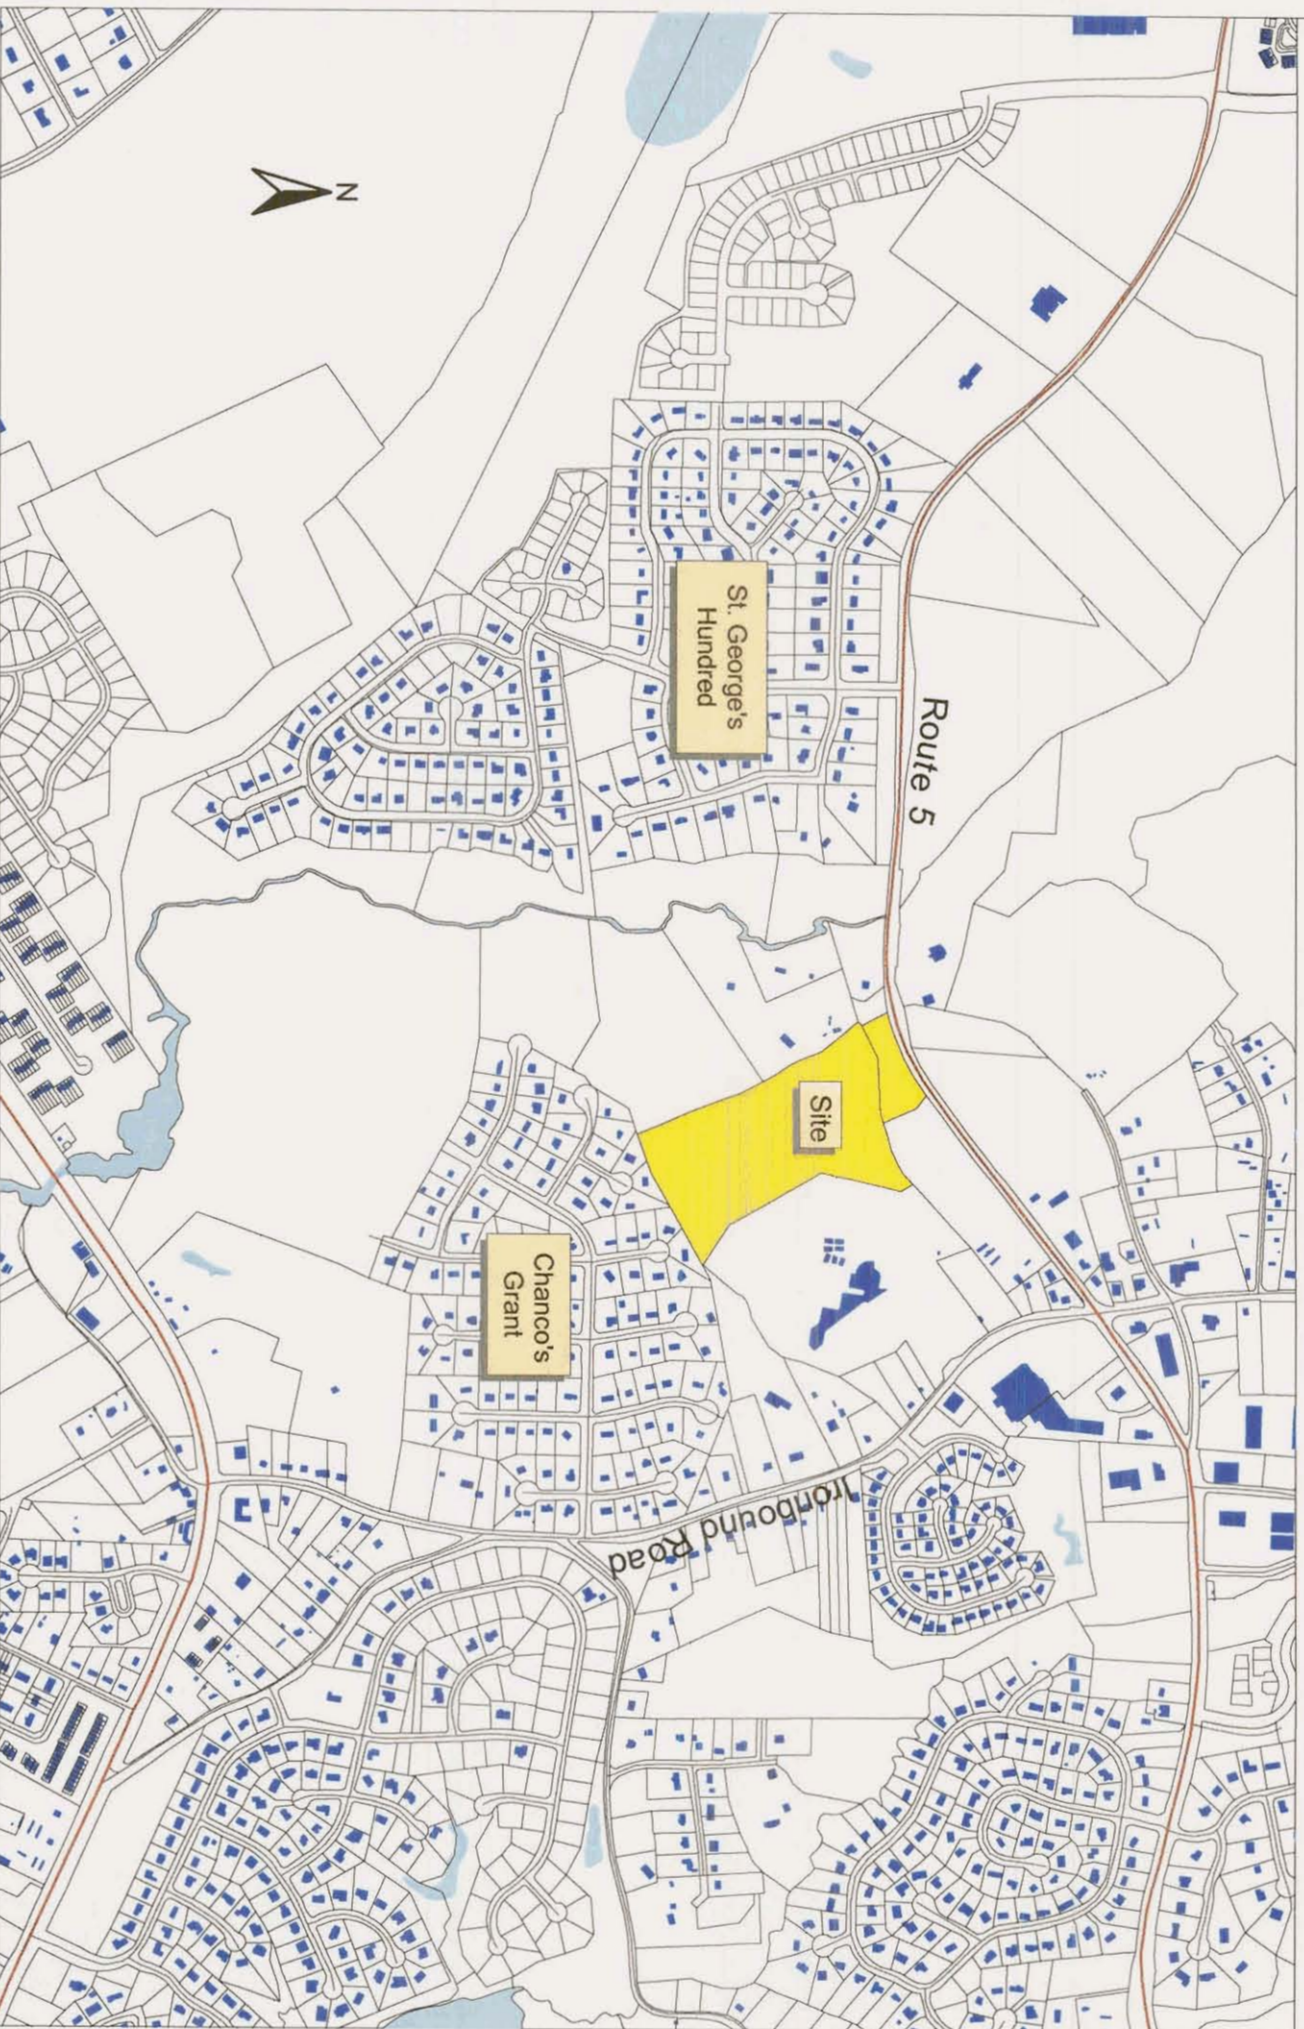 N
Route 5
St. George's
Hundred
Site
Chanco's
Grant
Ironbound Road